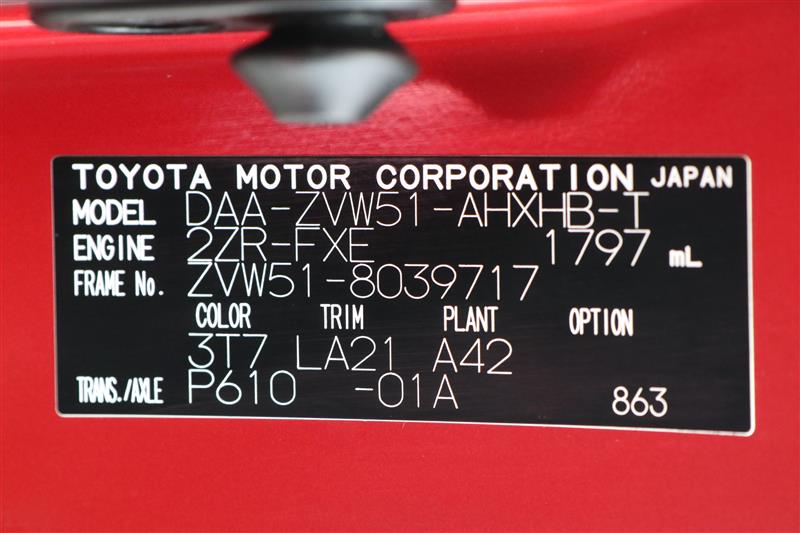 TOYOTA MOTOR CORPORATION JAPAN
MODEL DAA-ZVW51-AHXHB-T
ENGINE 2ZR-FXE 1797 mL
FRAME No. ZVW51-8039717
COLOR TRIM PLANT OPTION
3T7 LA21 A42
TRANS./AXLE P610 -01A 863